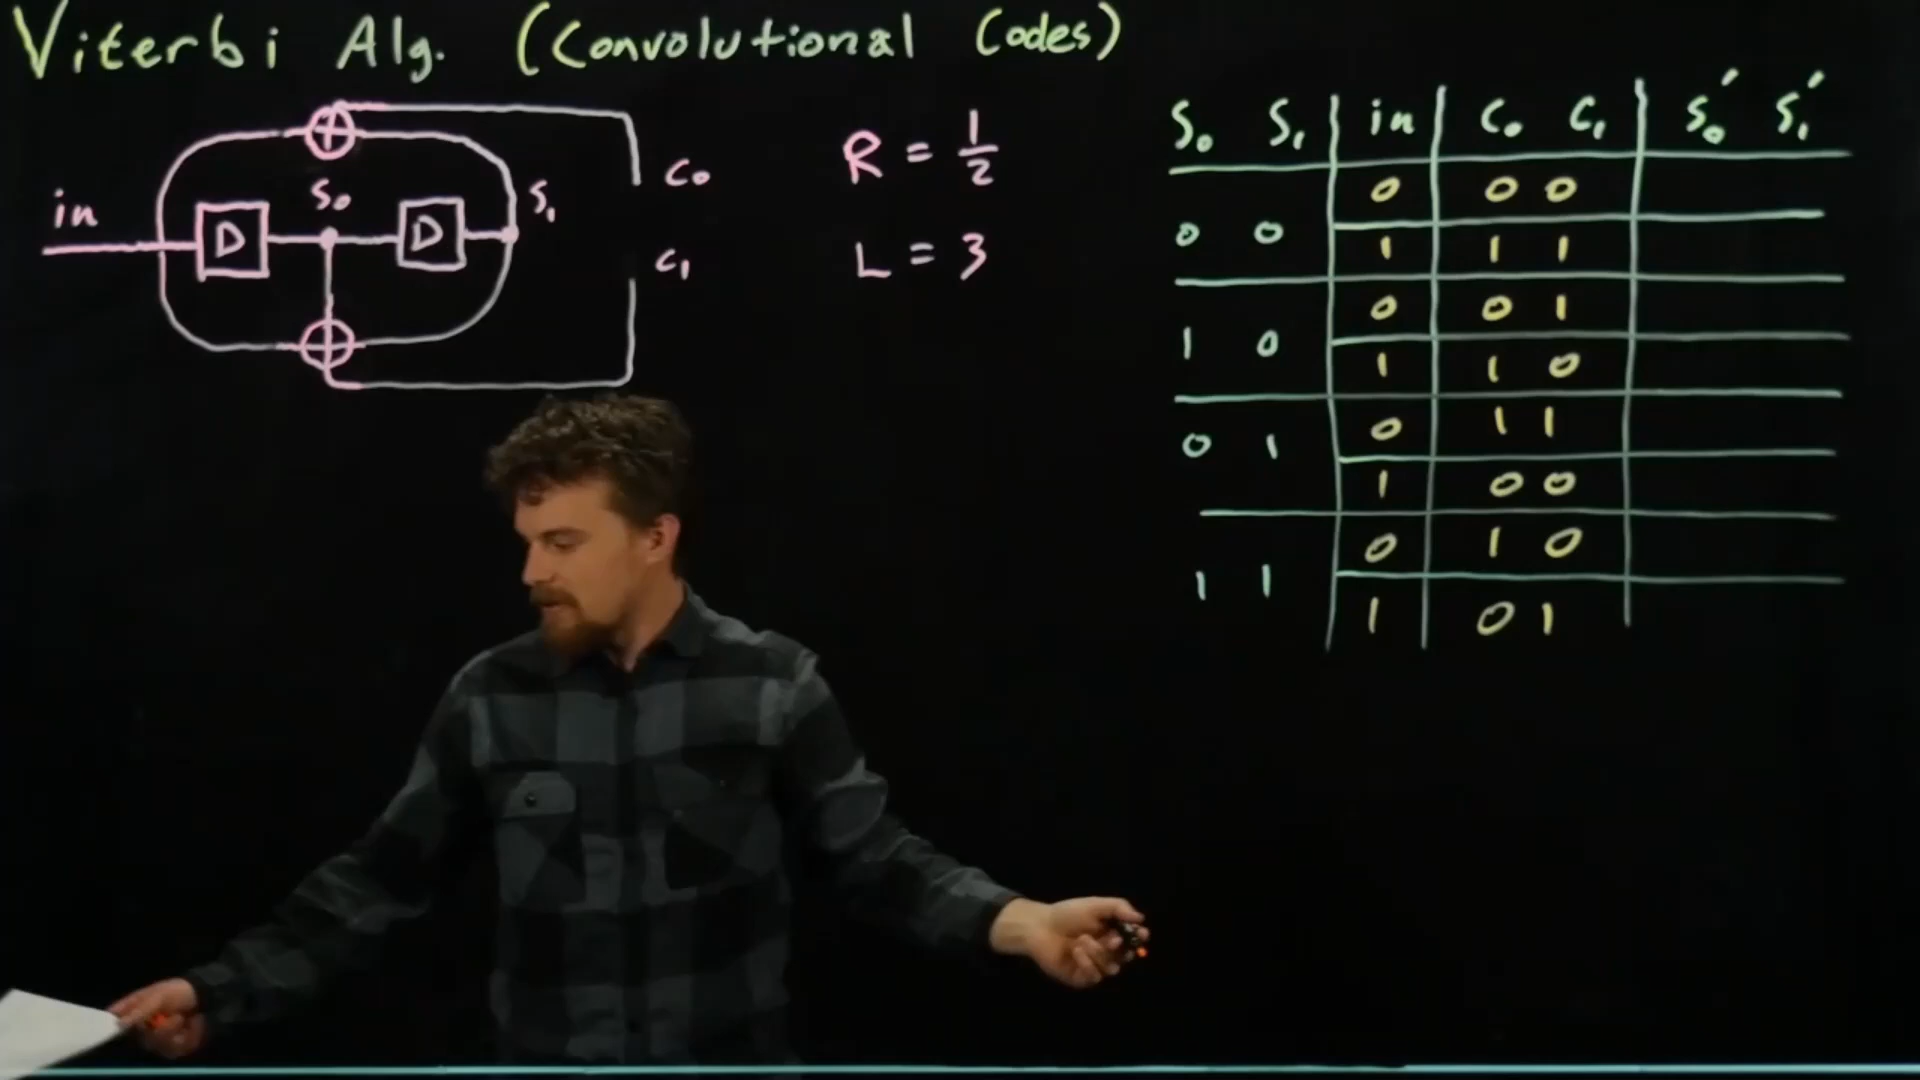 Viterbi Alg. (Convolutional Codes)
in D S₀ D S₁ C₀ C₁
R = 1/2
L = 3
S₀ S₁ in C₀ C₁ S₀' S₁'
0 0 0 0 0
1 1 1
1 0 0 0 1
1 1 0
0 1 0 1 1
1 0 0
1 1 0 1 0
1 0 1